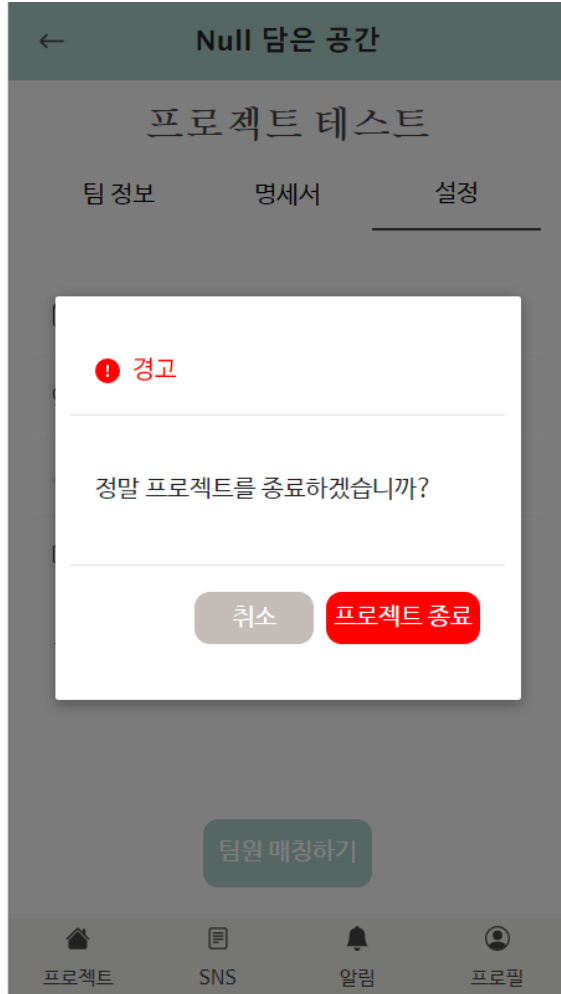 ← Null 담은 공간
프로젝트 테스트
팀 정보 명세서 설정
경고
정말 프로젝트를 종료하겠습니까?
취소 프로젝트 종료
팀원 매칭하기
프로젝트 SNS 알림 프로필